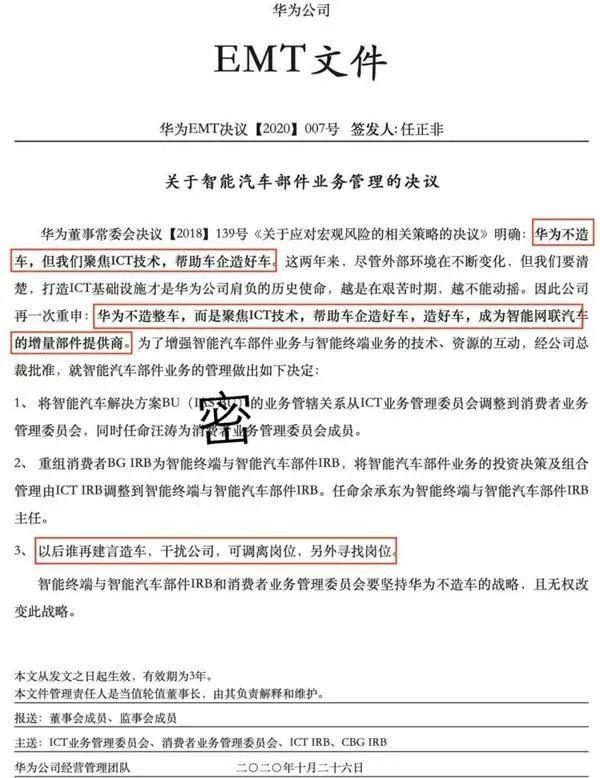 华为公司
EMT文件
华为EMT决议【2020】007号 签发人:任正非
关于智能汽车部件业务管理的决议
华为董事常委会决议【2018】139号《关于应对宏观风险的相关策略的决议》明确:华为不造
车,但我们聚焦ICT技术,帮助车企造好车。这两年来,尽管外部环境在不断变化,但我们要清
楚,打造ICT基础设施才是华为公司肩负的历史使命,越是在艰苦时期,越不能动摇。因此公司
再一次重申:华为不造整车,而是聚焦ICT技术,帮助车企造好车,造好车,成为智能网联汽车
的增量部件提供商。为了增强智能汽车部件业务与智能终端业务的技术、资源的互动,经公司总
裁批准,就智能汽车部件业务的管理做出如下决定:
1、 将智能汽车解决方案BU(IAS BU)的业务管辖关系从ICT业务管理委员会调整到消费者业务
管理委员会,同时任命汪涛为消费者业务管理委员会成员。
密
2、 重组消费者BG IRB为智能终端与智能汽车部件IRB,将智能汽车部件业务的投资决策及组合
管理由ICT IRB调整到智能终端与智能汽车部件IRB。任命余承东为智能终端与智能汽车部件IRB
主任。
3、 以后谁再建言造车,干扰公司,可调离岗位,另外寻找岗位。
智能终端与智能汽车部件IRB和消费者业务管理委员会要坚持华为不造车的战略,且无权改
变此战略。
本文从发文之日起生效,有效期为3年。
本文件管理责任人是当值轮值董事长,由其负责解释和维护。
报送:董事会成员、监事会成员
主送:ICT业务管理委员会、消费者业务管理委员会、ICT IRB、CBG IRB
华为公司经营管理团队 二〇二〇年十月二十六日